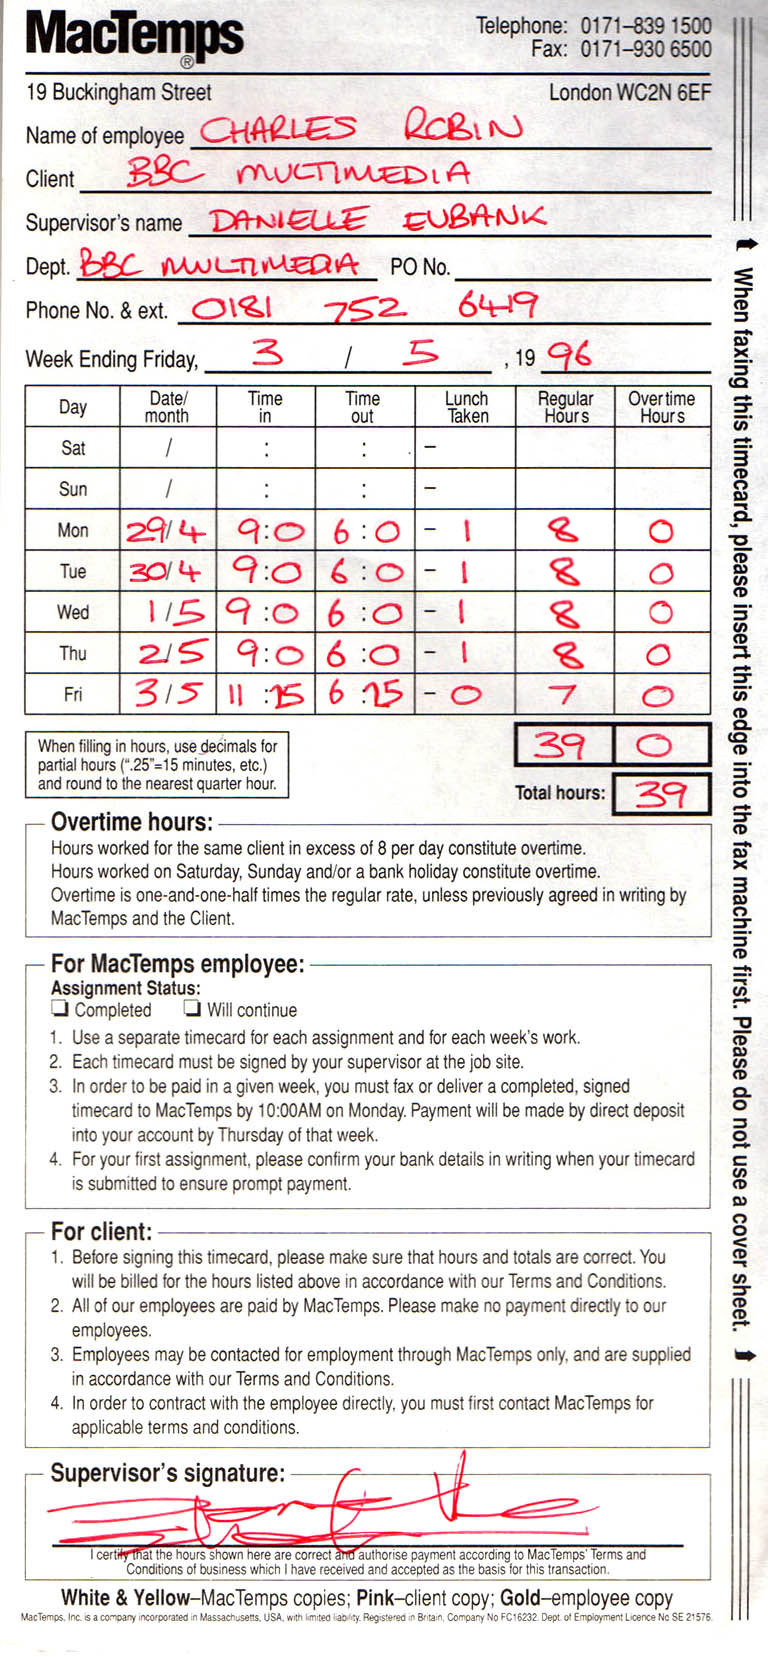 MacTemps®
Telephone: 0171–839 1500
Fax: 0171–930 6500
19 Buckingham Street London WC2N 6EF
Name of employee CHARLES ROBIN
Client BBC MULTIMEDIA
Supervisor's name DANIELLE EUBANK
Dept. BBC MULTIMEDIA PO No.
Phone No. & ext. 0181 752 6419
Week Ending Friday, 3 / 5 , 19 96
Day Date/month Time in Time out Lunch Taken Regular Hours Overtime Hours
Sat / : : –
Sun / : : –
Mon 29/4 9:0 6:0 – 1 8 0
Tue 30/4 9:0 6:0 – 1 8 0
Wed 1/5 9:0 6:0 – 1 8 0
Thu 2/5 9:0 6:0 – 1 8 0
Fri 3/5 11:15 6:15 – 0 7 0
39 0
When filling in hours, use decimals for
partial hours (".25"=15 minutes, etc.)
and round to the nearest quarter hour.
Total hours: 39
Overtime hours:
Hours worked for the same client in excess of 8 per day constitute overtime.
Hours worked on Saturday, Sunday and/or a bank holiday constitute overtime.
Overtime is one-and-one-half times the regular rate, unless previously agreed in writing by
MacTemps and the Client.
For MacTemps employee:
Assignment Status:
❏ Completed ❏ Will continue
1. Use a separate timecard for each assignment and for each week's work.
2. Each timecard must be signed by your supervisor at the job site.
3. In order to be paid in a given week, you must fax or deliver a completed, signed
timecard to MacTemps by 10:00AM on Monday. Payment will be made by direct deposit
into your account by Thursday of that week.
4. For your first assignment, please confirm your bank details in writing when your timecard
is submitted to ensure prompt payment.
For client:
1. Before signing this timecard, please make sure that hours and totals are correct. You
will be billed for the hours listed above in accordance with our Terms and Conditions.
2. All of our employees are paid by MacTemps. Please make no payment directly to our
employees.
3. Employees may be contacted for employment through MacTemps only, and are supplied
in accordance with our Terms and Conditions.
4. In order to contract with the employee directly, you must first contact MacTemps for
applicable terms and conditions.
Supervisor's signature:
I certify that the hours shown here are correct and authorise payment according to MacTemps' Terms and
Conditions of business which I have received and accepted as the basis for this transaction.
White & Yellow–MacTemps copies; Pink–client copy; Gold–employee copy
MacTemps, Inc. is a company incorporated in Massachusetts, USA, with limited liability. Registered in Britain, Company No FC16232. Dept. of Employment Licence No SE 21576.
When faxing this timecard, please insert this edge into the fax machine first. Please do not use a cover sheet.